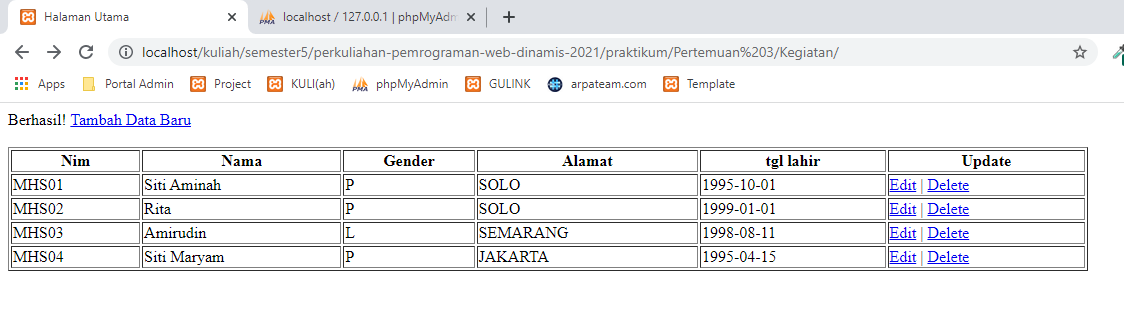 Halaman Utama
localhost / 127.0.0.1 | phpMyAdm
localhost/kuliah/semester5/perkuliahan-pemrograman-web-dinamis-2021/praktikum/Pertemuan%203/Kegiatan/
Apps Portal Admin Project KULI(ah) phpMyAdmin GULINK arpateam.com Template
Berhasil! Tambah Data Baru
Nim Nama Gender Alamat tgl lahir Update
MHS01 Siti Aminah P SOLO 1995-10-01 Edit | Delete
MHS02 Rita P SOLO 1999-01-01 Edit | Delete
MHS03 Amirudin L SEMARANG 1998-08-11 Edit | Delete
MHS04 Siti Maryam P JAKARTA 1995-04-15 Edit | Delete